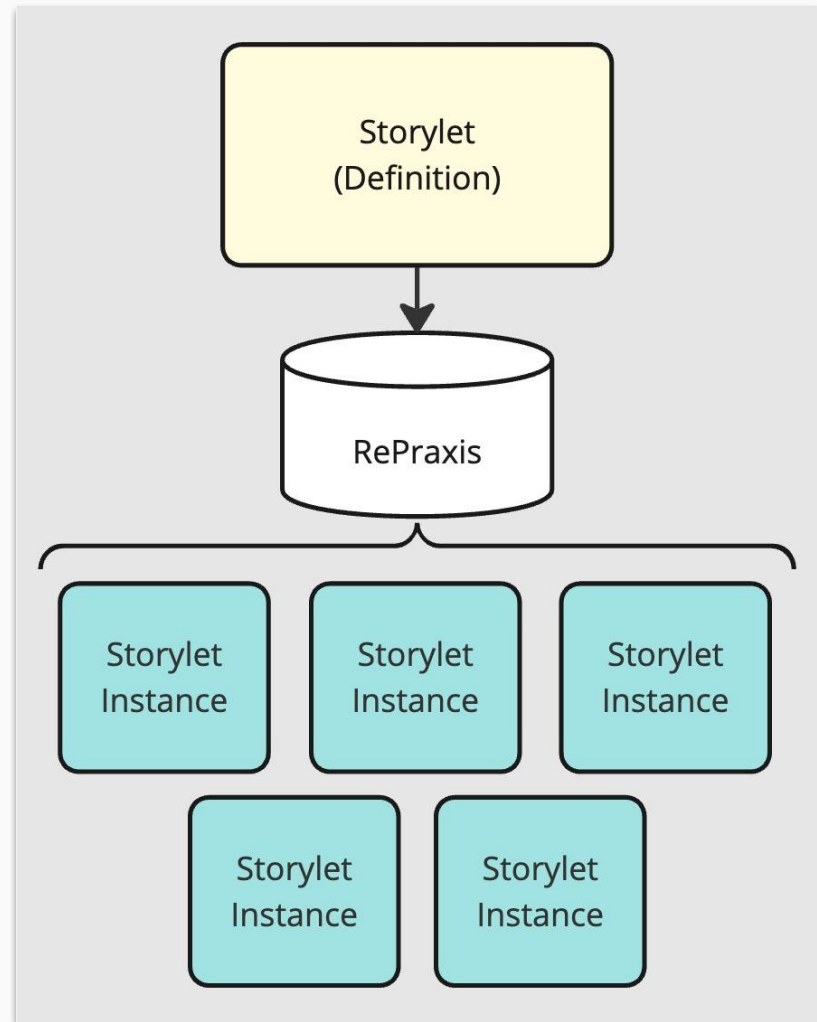 Storylet
(Definition)
RePraxis
Storylet
Instance
Storylet
Instance
Storylet
Instance
Storylet
Instance
Storylet
Instance